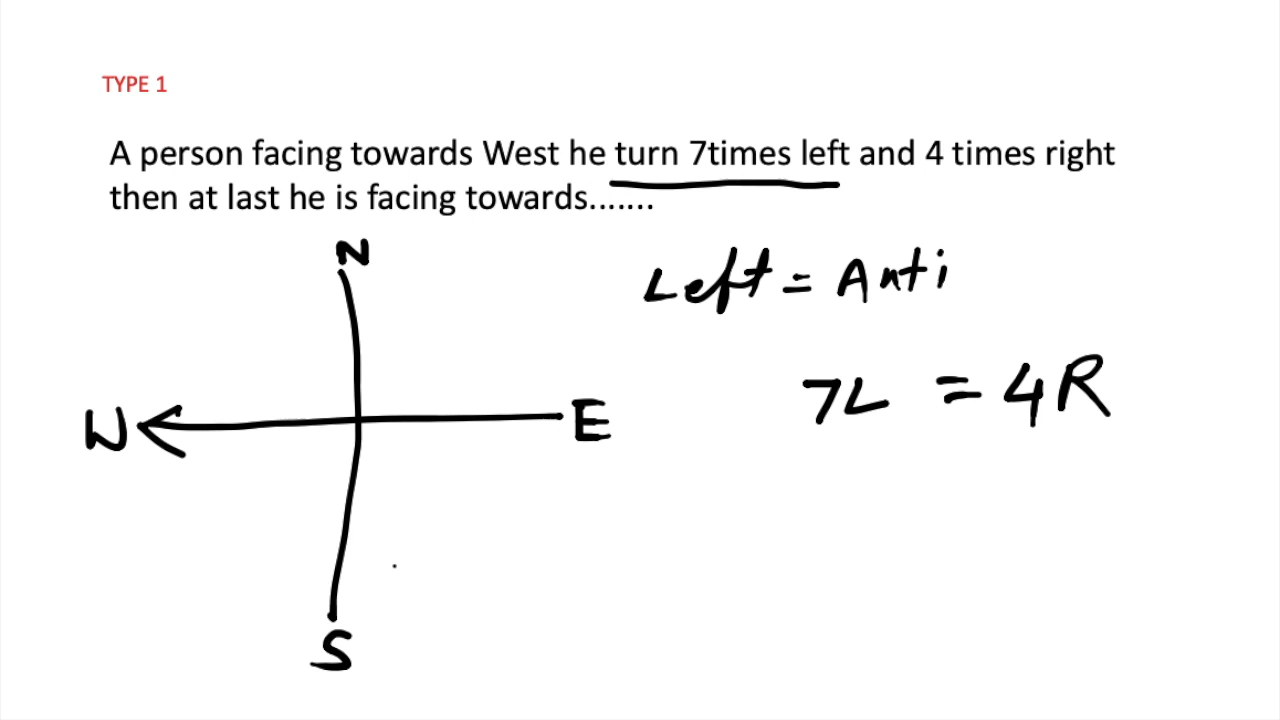 TYPE 1
A person facing towards West he turn 7times left and 4 times right
then at last he is facing towards.......
N
Left = Anti
7L = 4R
W
E
S